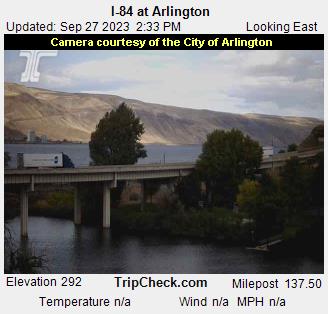 I-84 at Arlington
Updated: Sep 27 2023 2:33 PM Looking East
Camera courtesy of the City of Arlington
Elevation 292 TripCheck.com Milepost 137.50
Temperature n/a Wind n/a MPH n/a